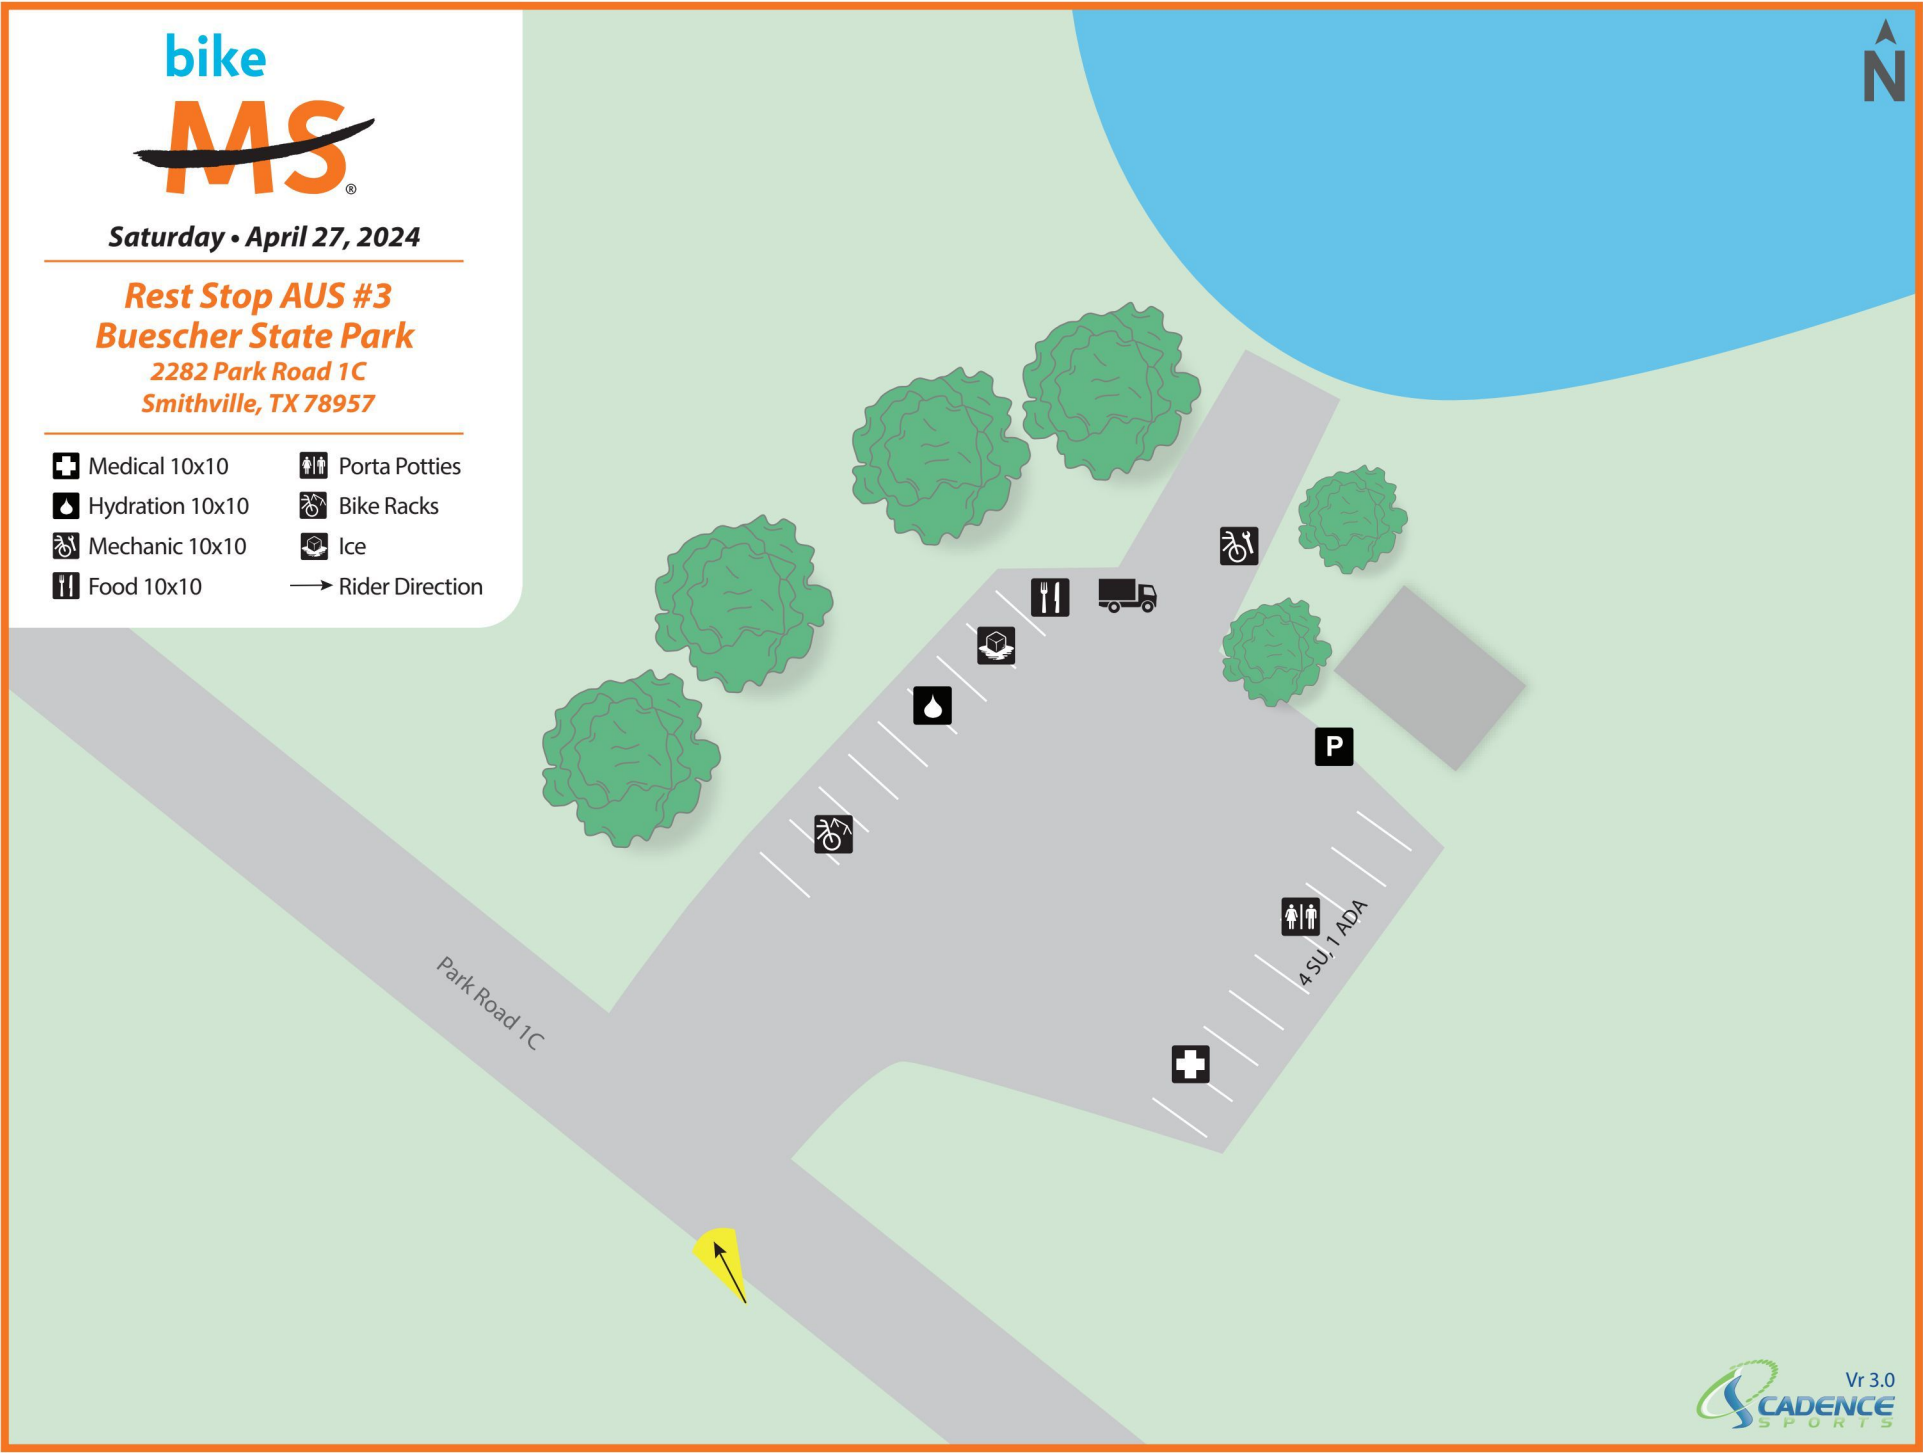 bike
MS®
Saturday • April 27, 2024
Rest Stop AUS #3
Buescher State Park
2282 Park Road 1C
Smithville, TX 78957
Medical 10x10
Hydration 10x10
Mechanic 10x10
Food 10x10
Porta Potties
Bike Racks
Ice
Rider Direction
N
P
4 SU, 1 ADA
Park Road 1C
Vr 3.0
CADENCE
SPORTS